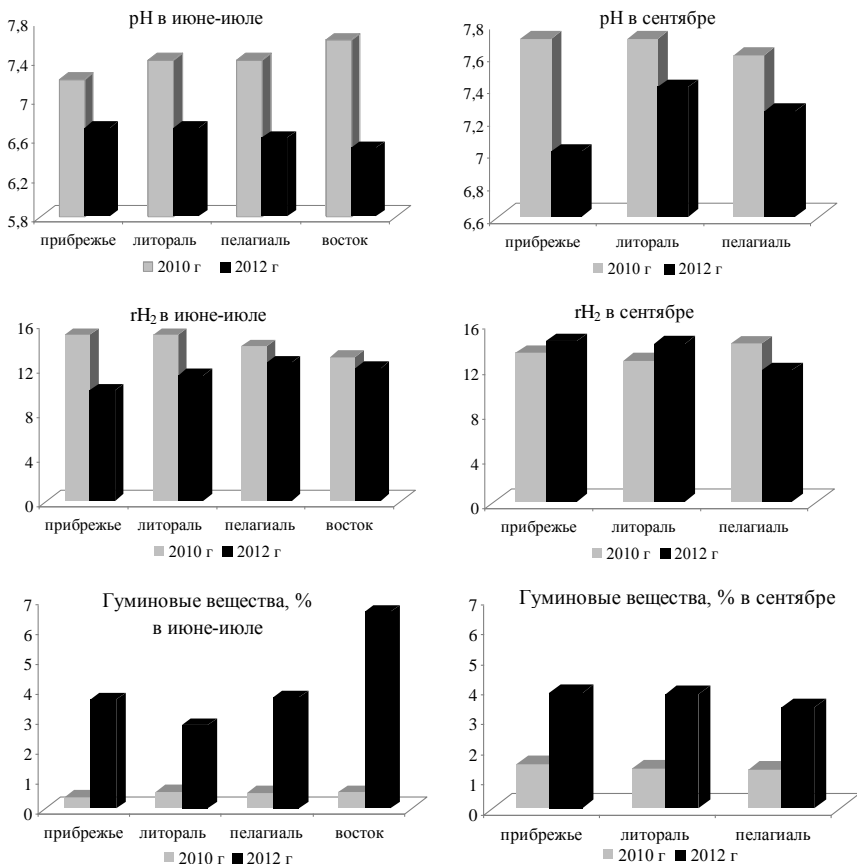 pH в июне-июле
7,8
7,4
7
6,6
6,2
5,8
прибрежье литораль пелагиаль восток
2010 г 2012 г
pH в сентябре
7,8
7,6
7,4
7,2
7
6,8
6,6
прибрежье литораль пелагиаль
2010 г 2012 г
rH₂ в июне-июле
16
12
8
4
0
прибрежье литораль пелагиаль восток
2010 г 2012 г
rH₂ в сентябре
16
12
8
4
0
прибрежье литораль пелагиаль
2010 г 2012 г
Гуминовые вещества, %
в июне-июле
7
6
5
4
3
2
1
0
прибрежье литораль пелагиаль восток
2010 г 2012 г
Гуминовые вещества, % в сентябре
7
6
5
4
3
2
1
0
прибрежье литораль пелагиаль
2010 г 2012 г